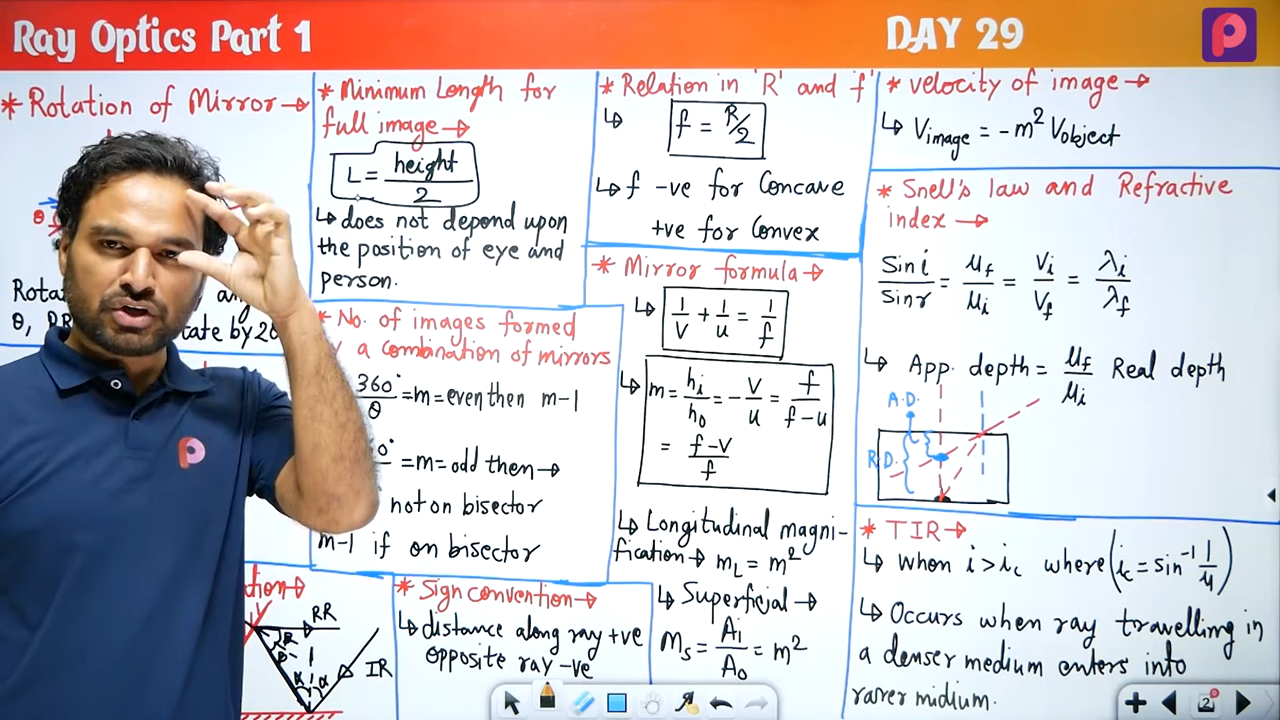 Ray Optics Part 1
DAY 29
* Rotation of Mirror →
θ
θ,
tate by 2θ
RR
IR
α
α
* Minimum Length for
full image →
L = height/2
↳ does not depend upon
the position of eye and
person.
* No. of images formed
a combination of mirrors
360°/θ = m = even then m-1
= m = odd then →
not on bisector
m-1 if on bisector
* Sign convention →
↳ distance along ray +ve
opposite ray -ve
* Relation in 'R' and f'
↳ f = R/2
↳ f -ve for Concave
+ve for Convex
* Mirror formula →
↳ 1/v + 1/u = 1/f
↳ m = hi/ho = -v/u = f/f-u
= f-v/f
↳ Longitudinal magni-
fication → mL = m²
↳ Superficial →
Ms = Ai/Ao = m²
* velocity of image →
↳ Vimage = -m² Vobject
* Snell's law and Refractive
index →
Sin i/sin r = μf/μi = Vi/Vf = λi/λf
↳ App. depth = μf/μi Real depth
A.D.
R.D.
* TIR →
↳ When i > ic where (ic = sin⁻¹ 1/μ)
↳ Occurs when ray travelling in
a denser medium enters into
rarer midium.
2